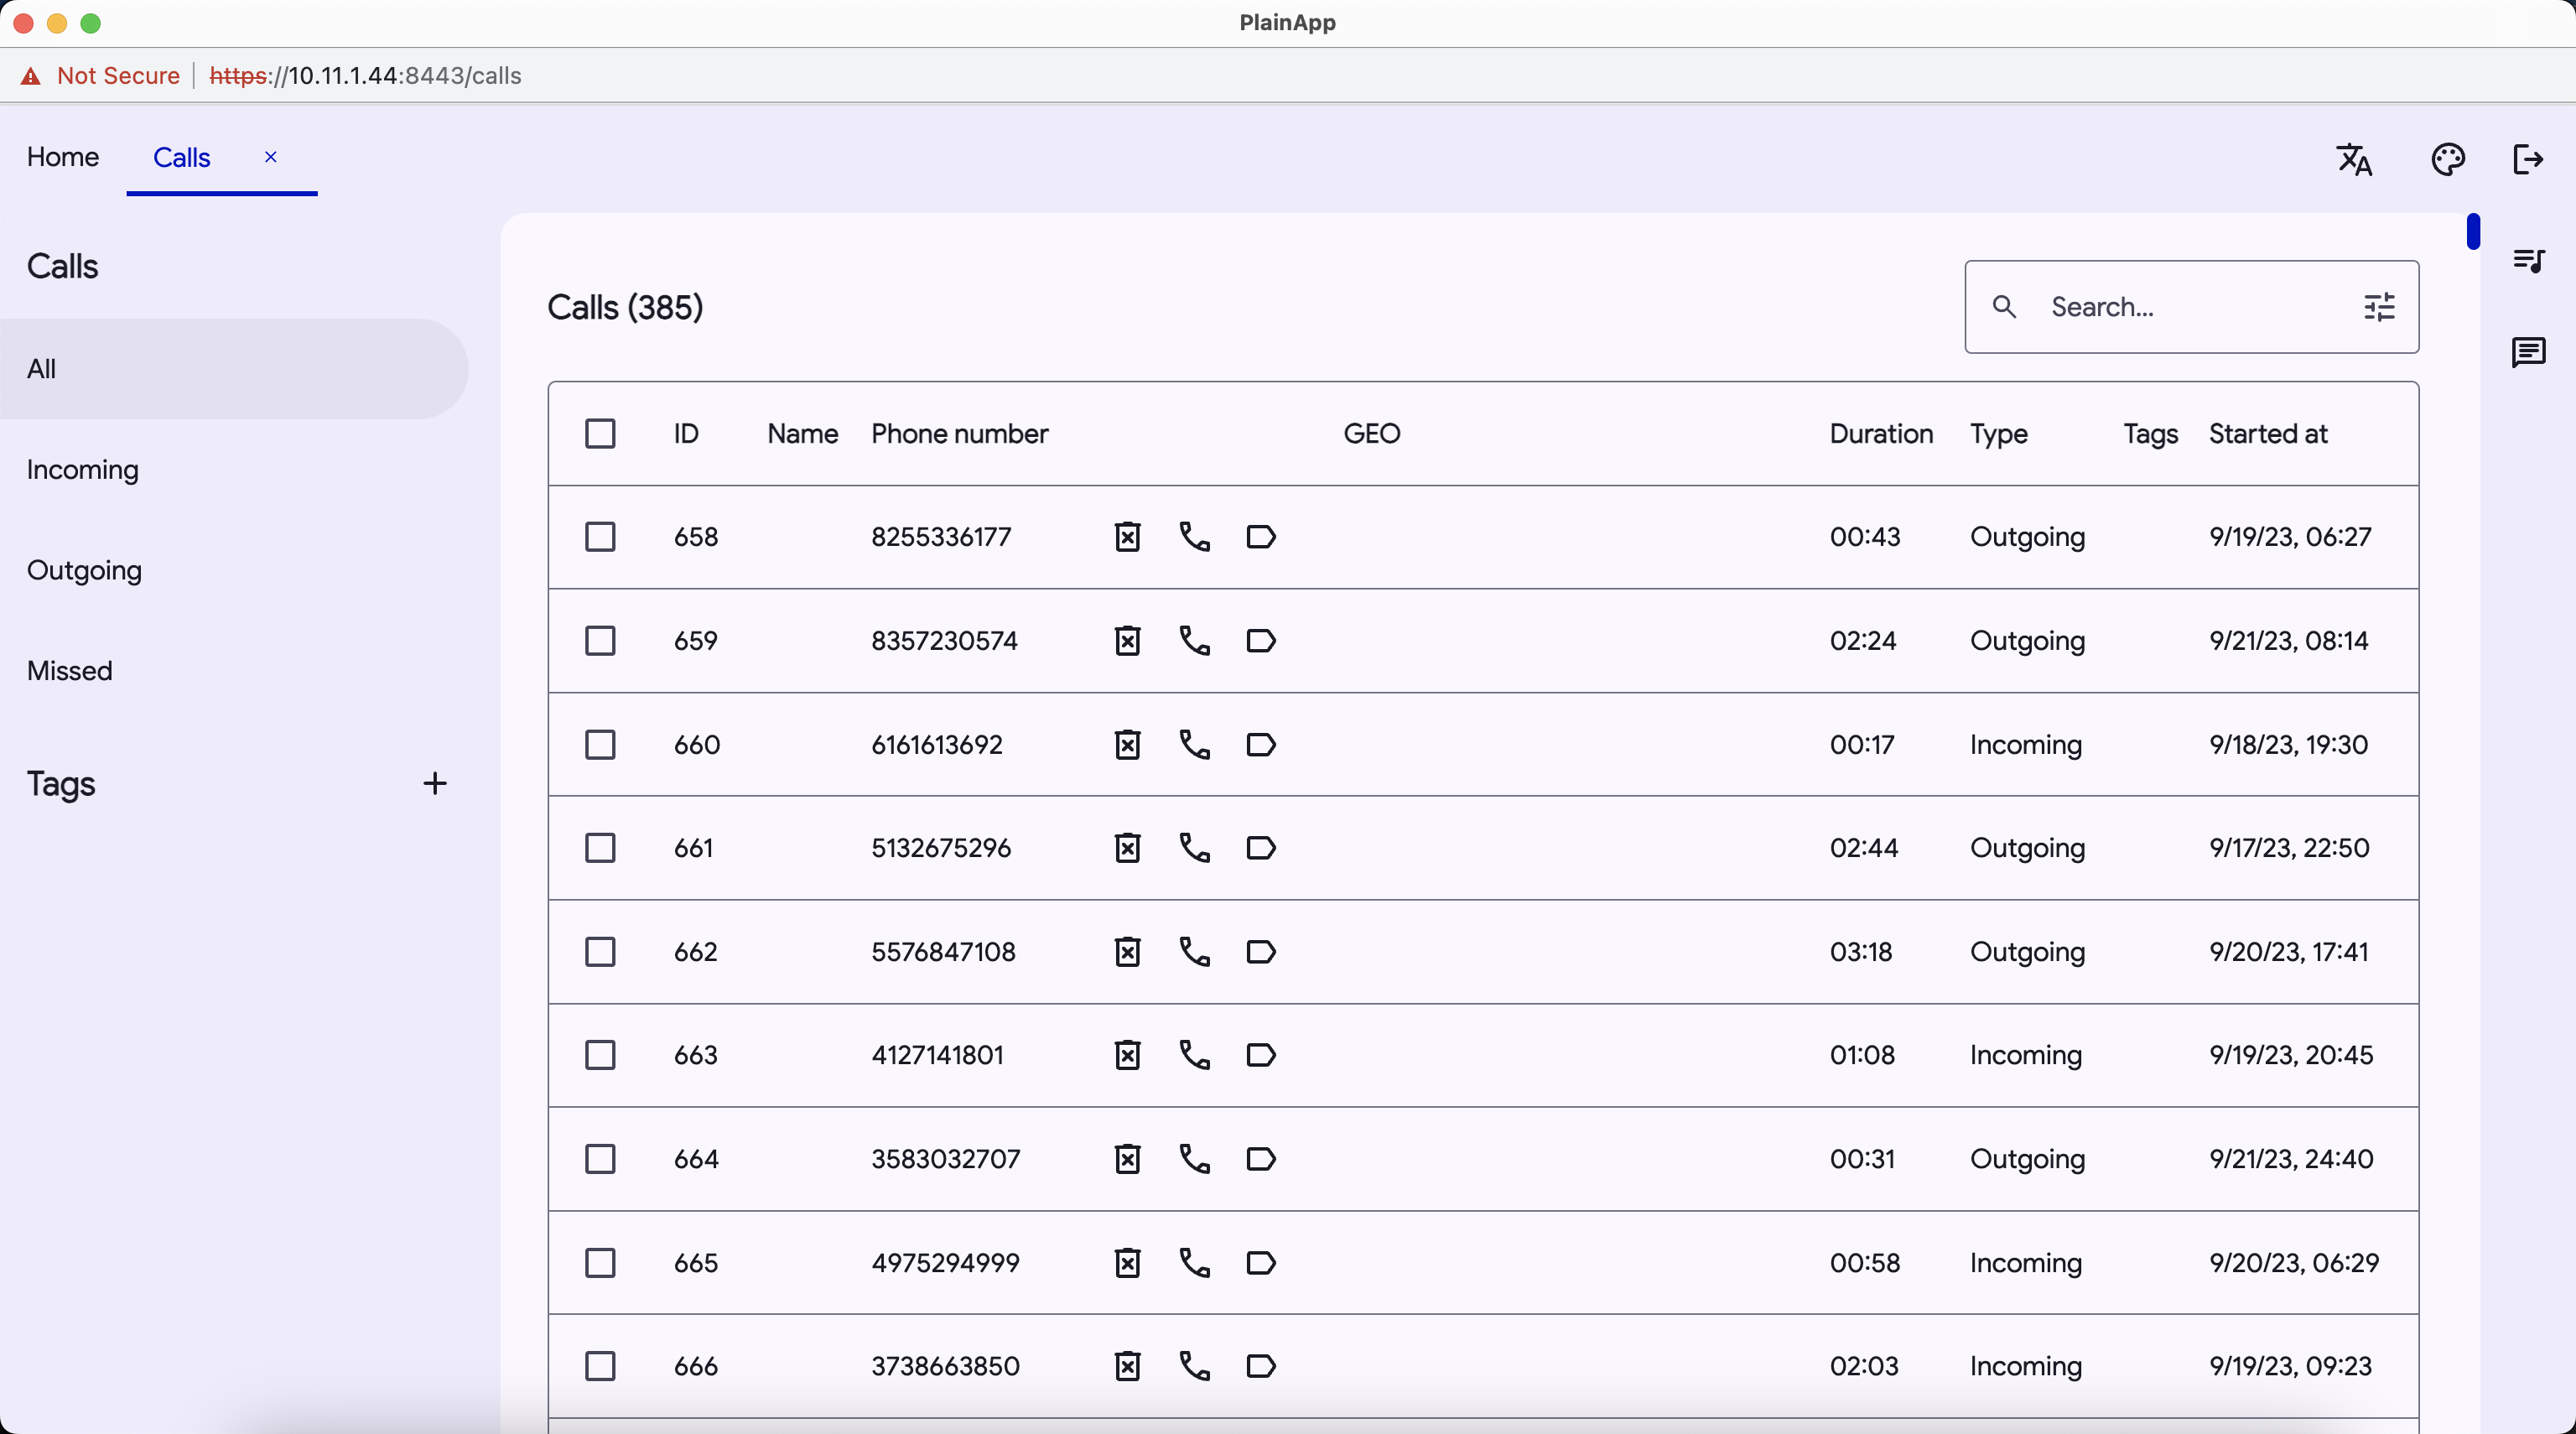 PlainApp
Not Secure https://10.11.1.44:8443/calls
Home Calls
Calls
All
Incoming
Outgoing
Missed
Tags
Calls (385)
Search...
ID Name Phone number GEO Duration Type Tags Started at
658 8255336177 00:43 Outgoing 9/19/23, 06:27
659 8357230574 02:24 Outgoing 9/21/23, 08:14
660 6161613692 00:17 Incoming 9/18/23, 19:30
661 5132675296 02:44 Outgoing 9/17/23, 22:50
662 5576847108 03:18 Outgoing 9/20/23, 17:41
663 4127141801 01:08 Incoming 9/19/23, 20:45
664 3583032707 00:31 Outgoing 9/21/23, 24:40
665 4975294999 00:58 Incoming 9/20/23, 06:29
666 3738663850 02:03 Incoming 9/19/23, 09:23